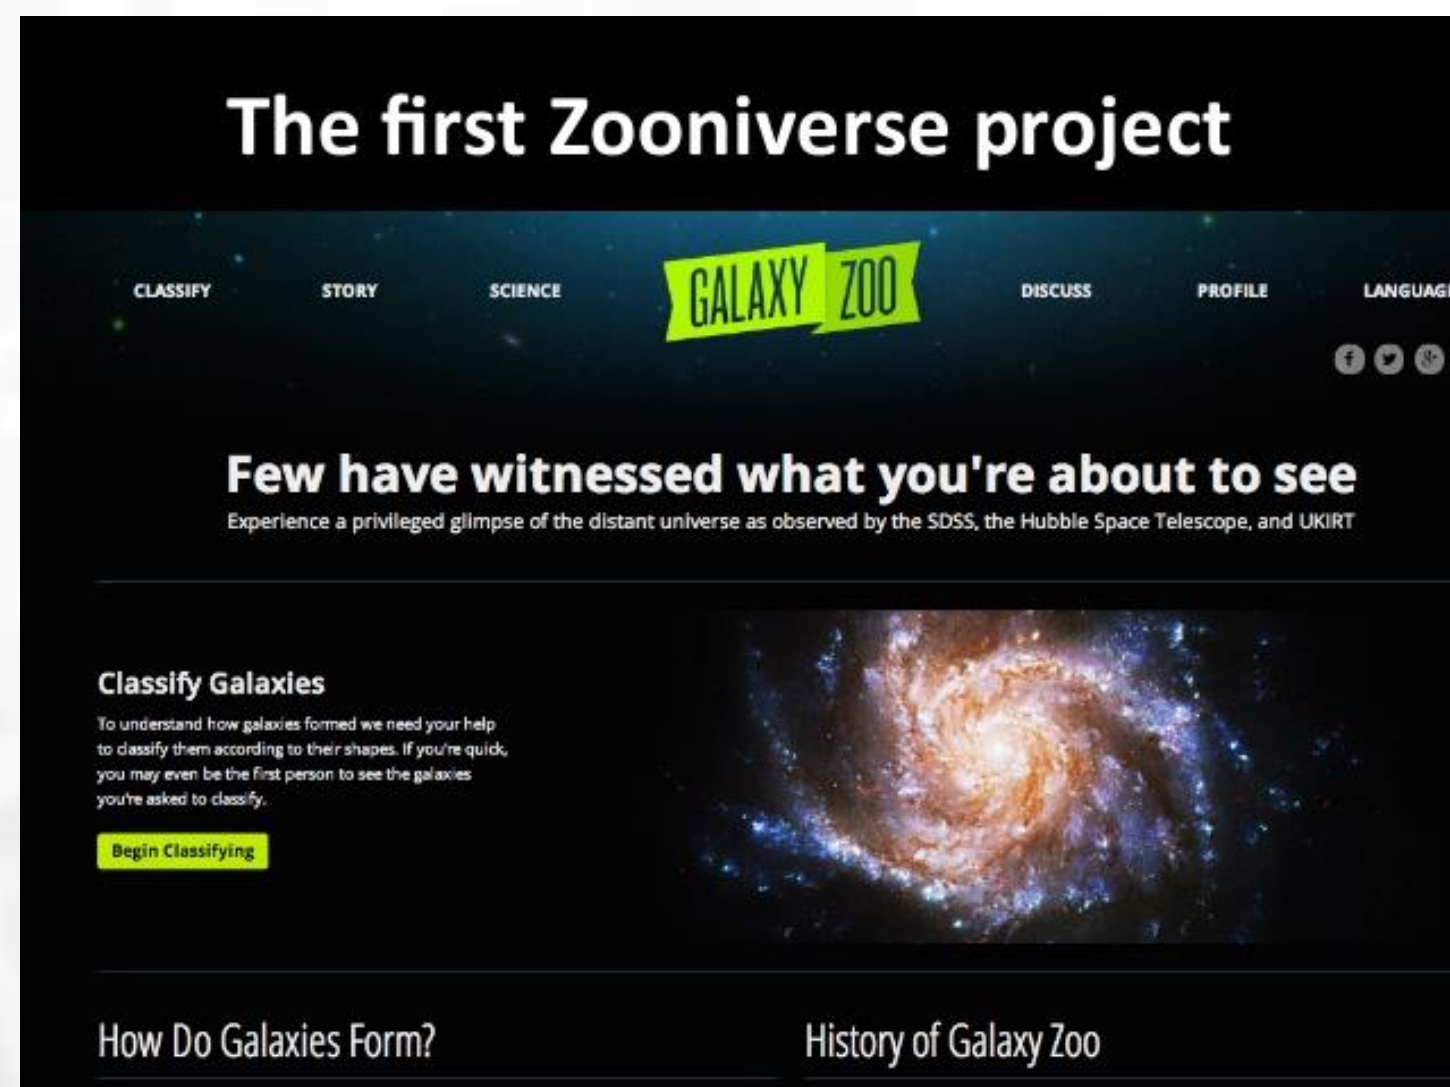 The first Zooniverse project
CLASSIFY STORY SCIENCE GALAXY ZOO DISCUSS PROFILE LANGUAG
Few have witnessed what you're about to see
Experience a privileged glimpse of the distant universe as observed by the SDSS, the Hubble Space Telescope, and UKIRT
Classify Galaxies
To understand how galaxies formed we need your help
to classify them according to their shapes. If you're quick,
you may even be the first person to see the galaxies
you're asked to classify.
Begin Classifying
How Do Galaxies Form?
History of Galaxy Zoo